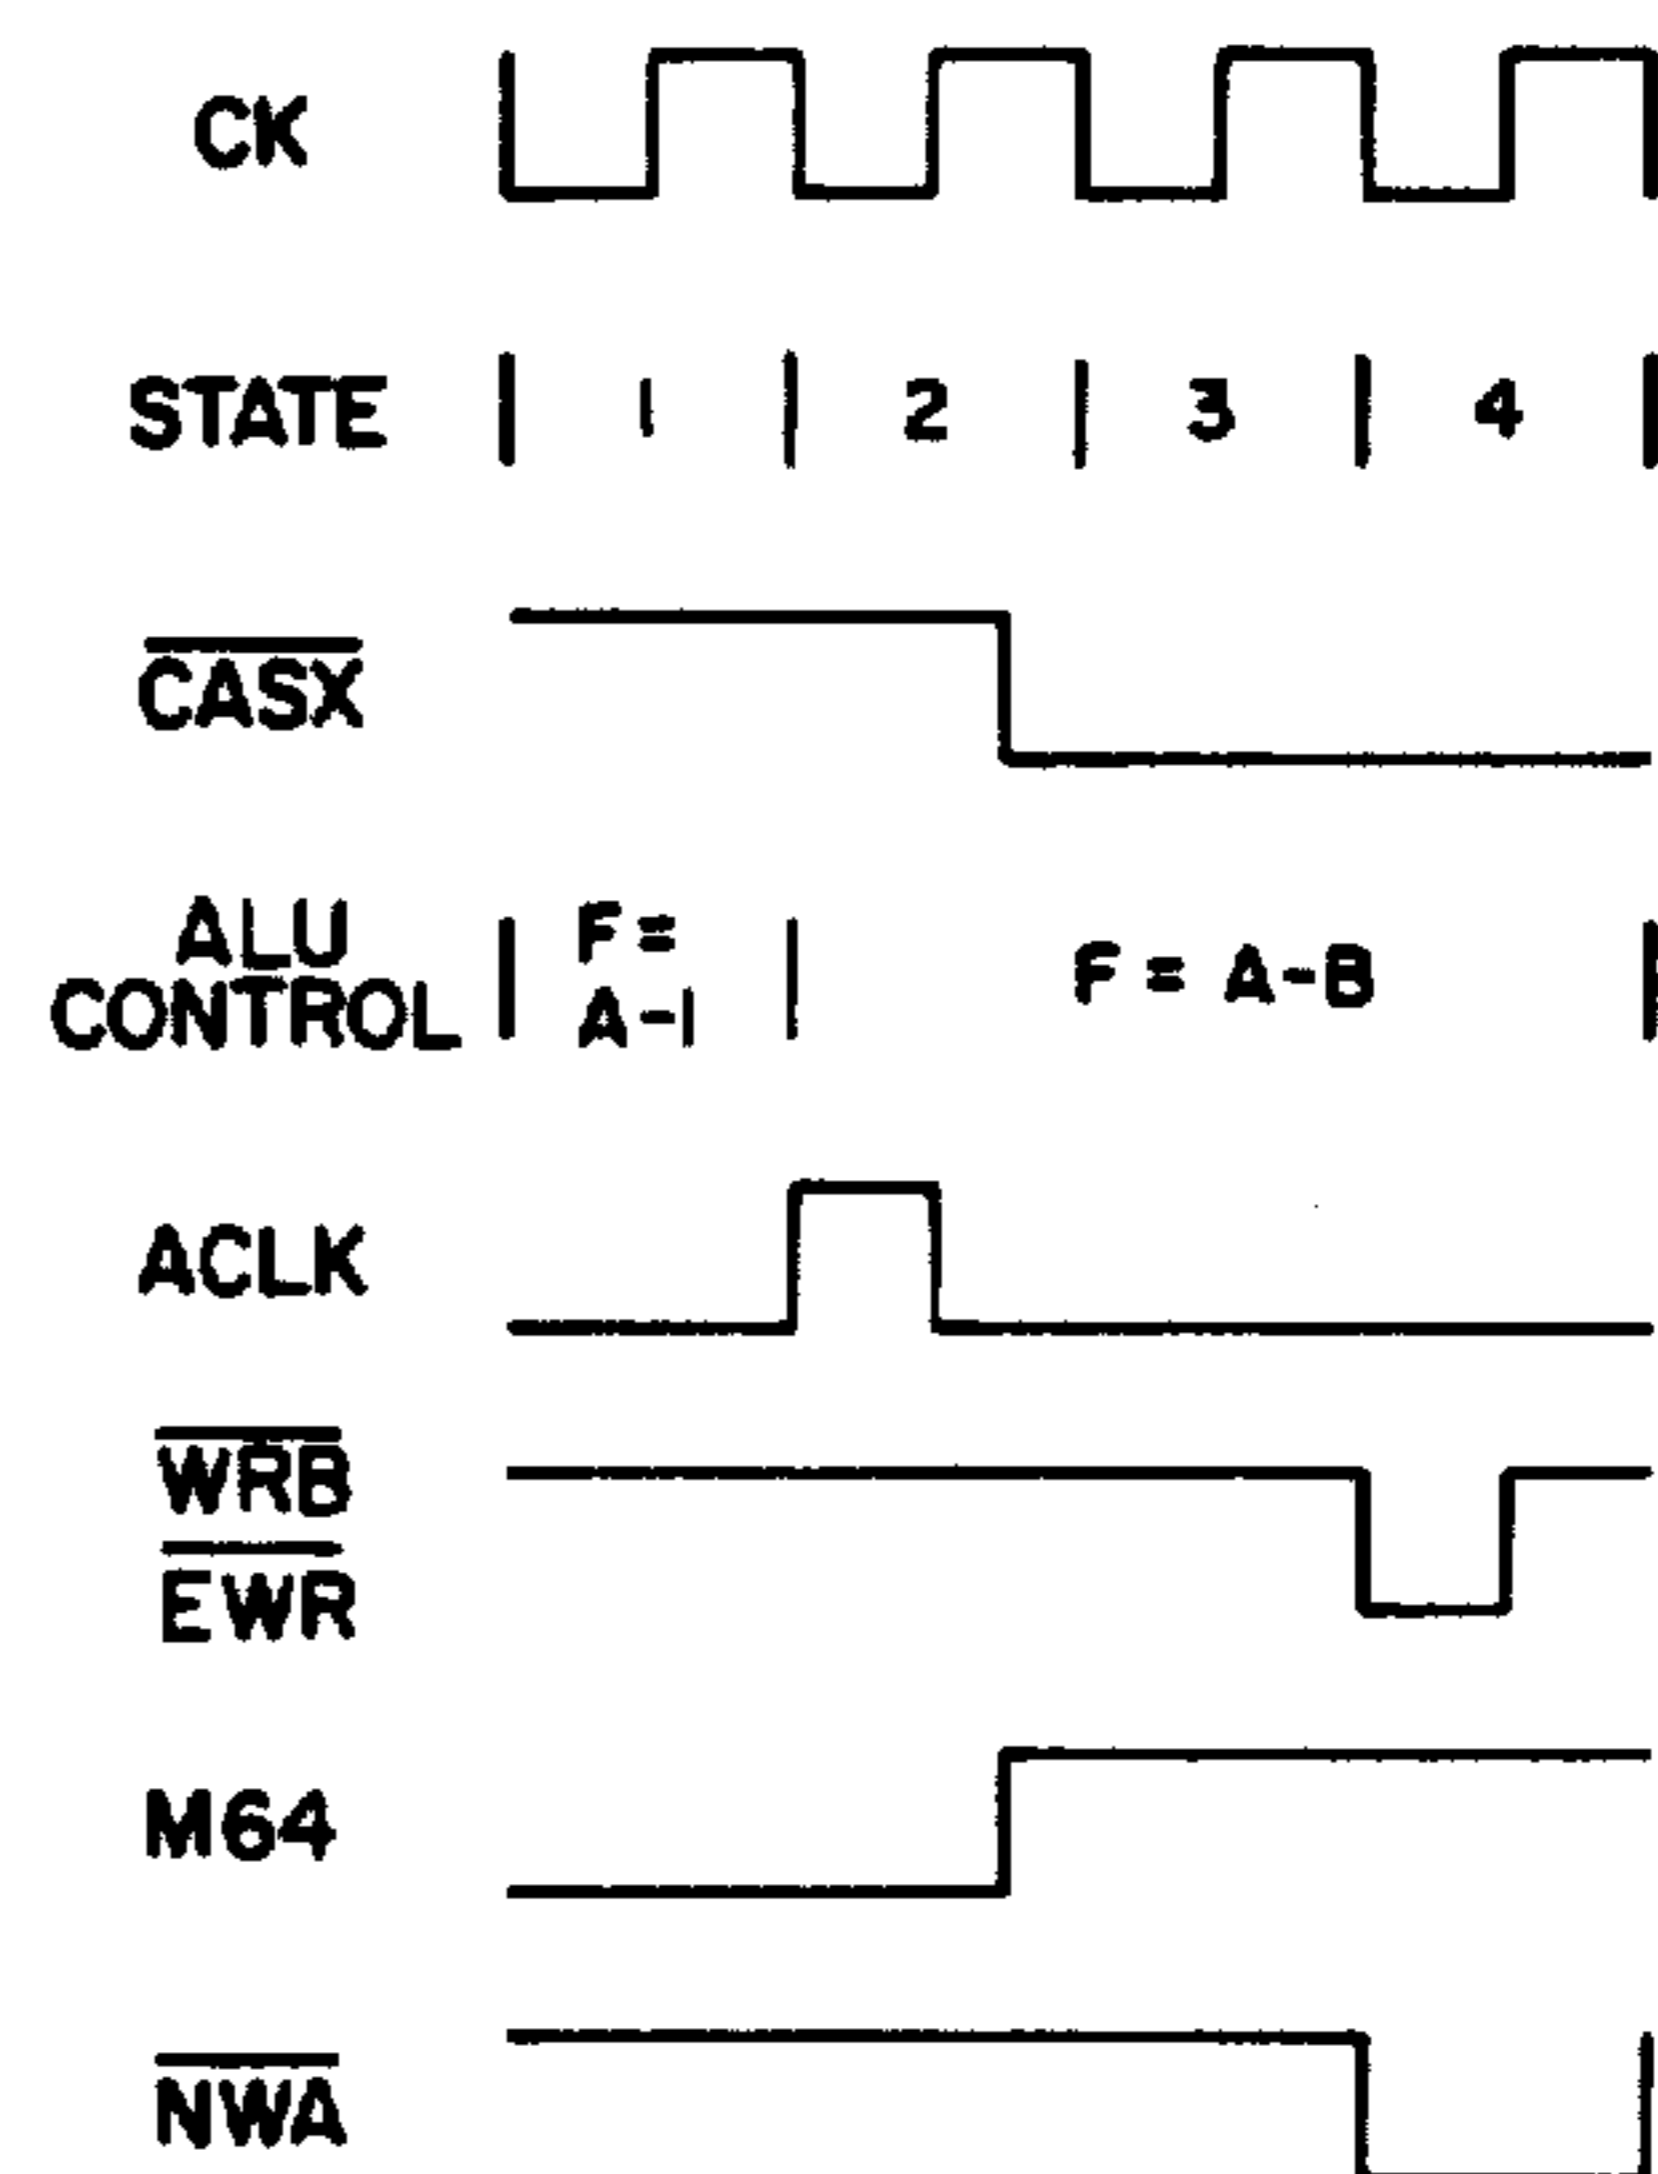 CK
STATE 1 2 3 4
CASX
ALU
CONTROL
F =
A-1
F = A-B
ACLK
WRB
EWR
M64
NWA